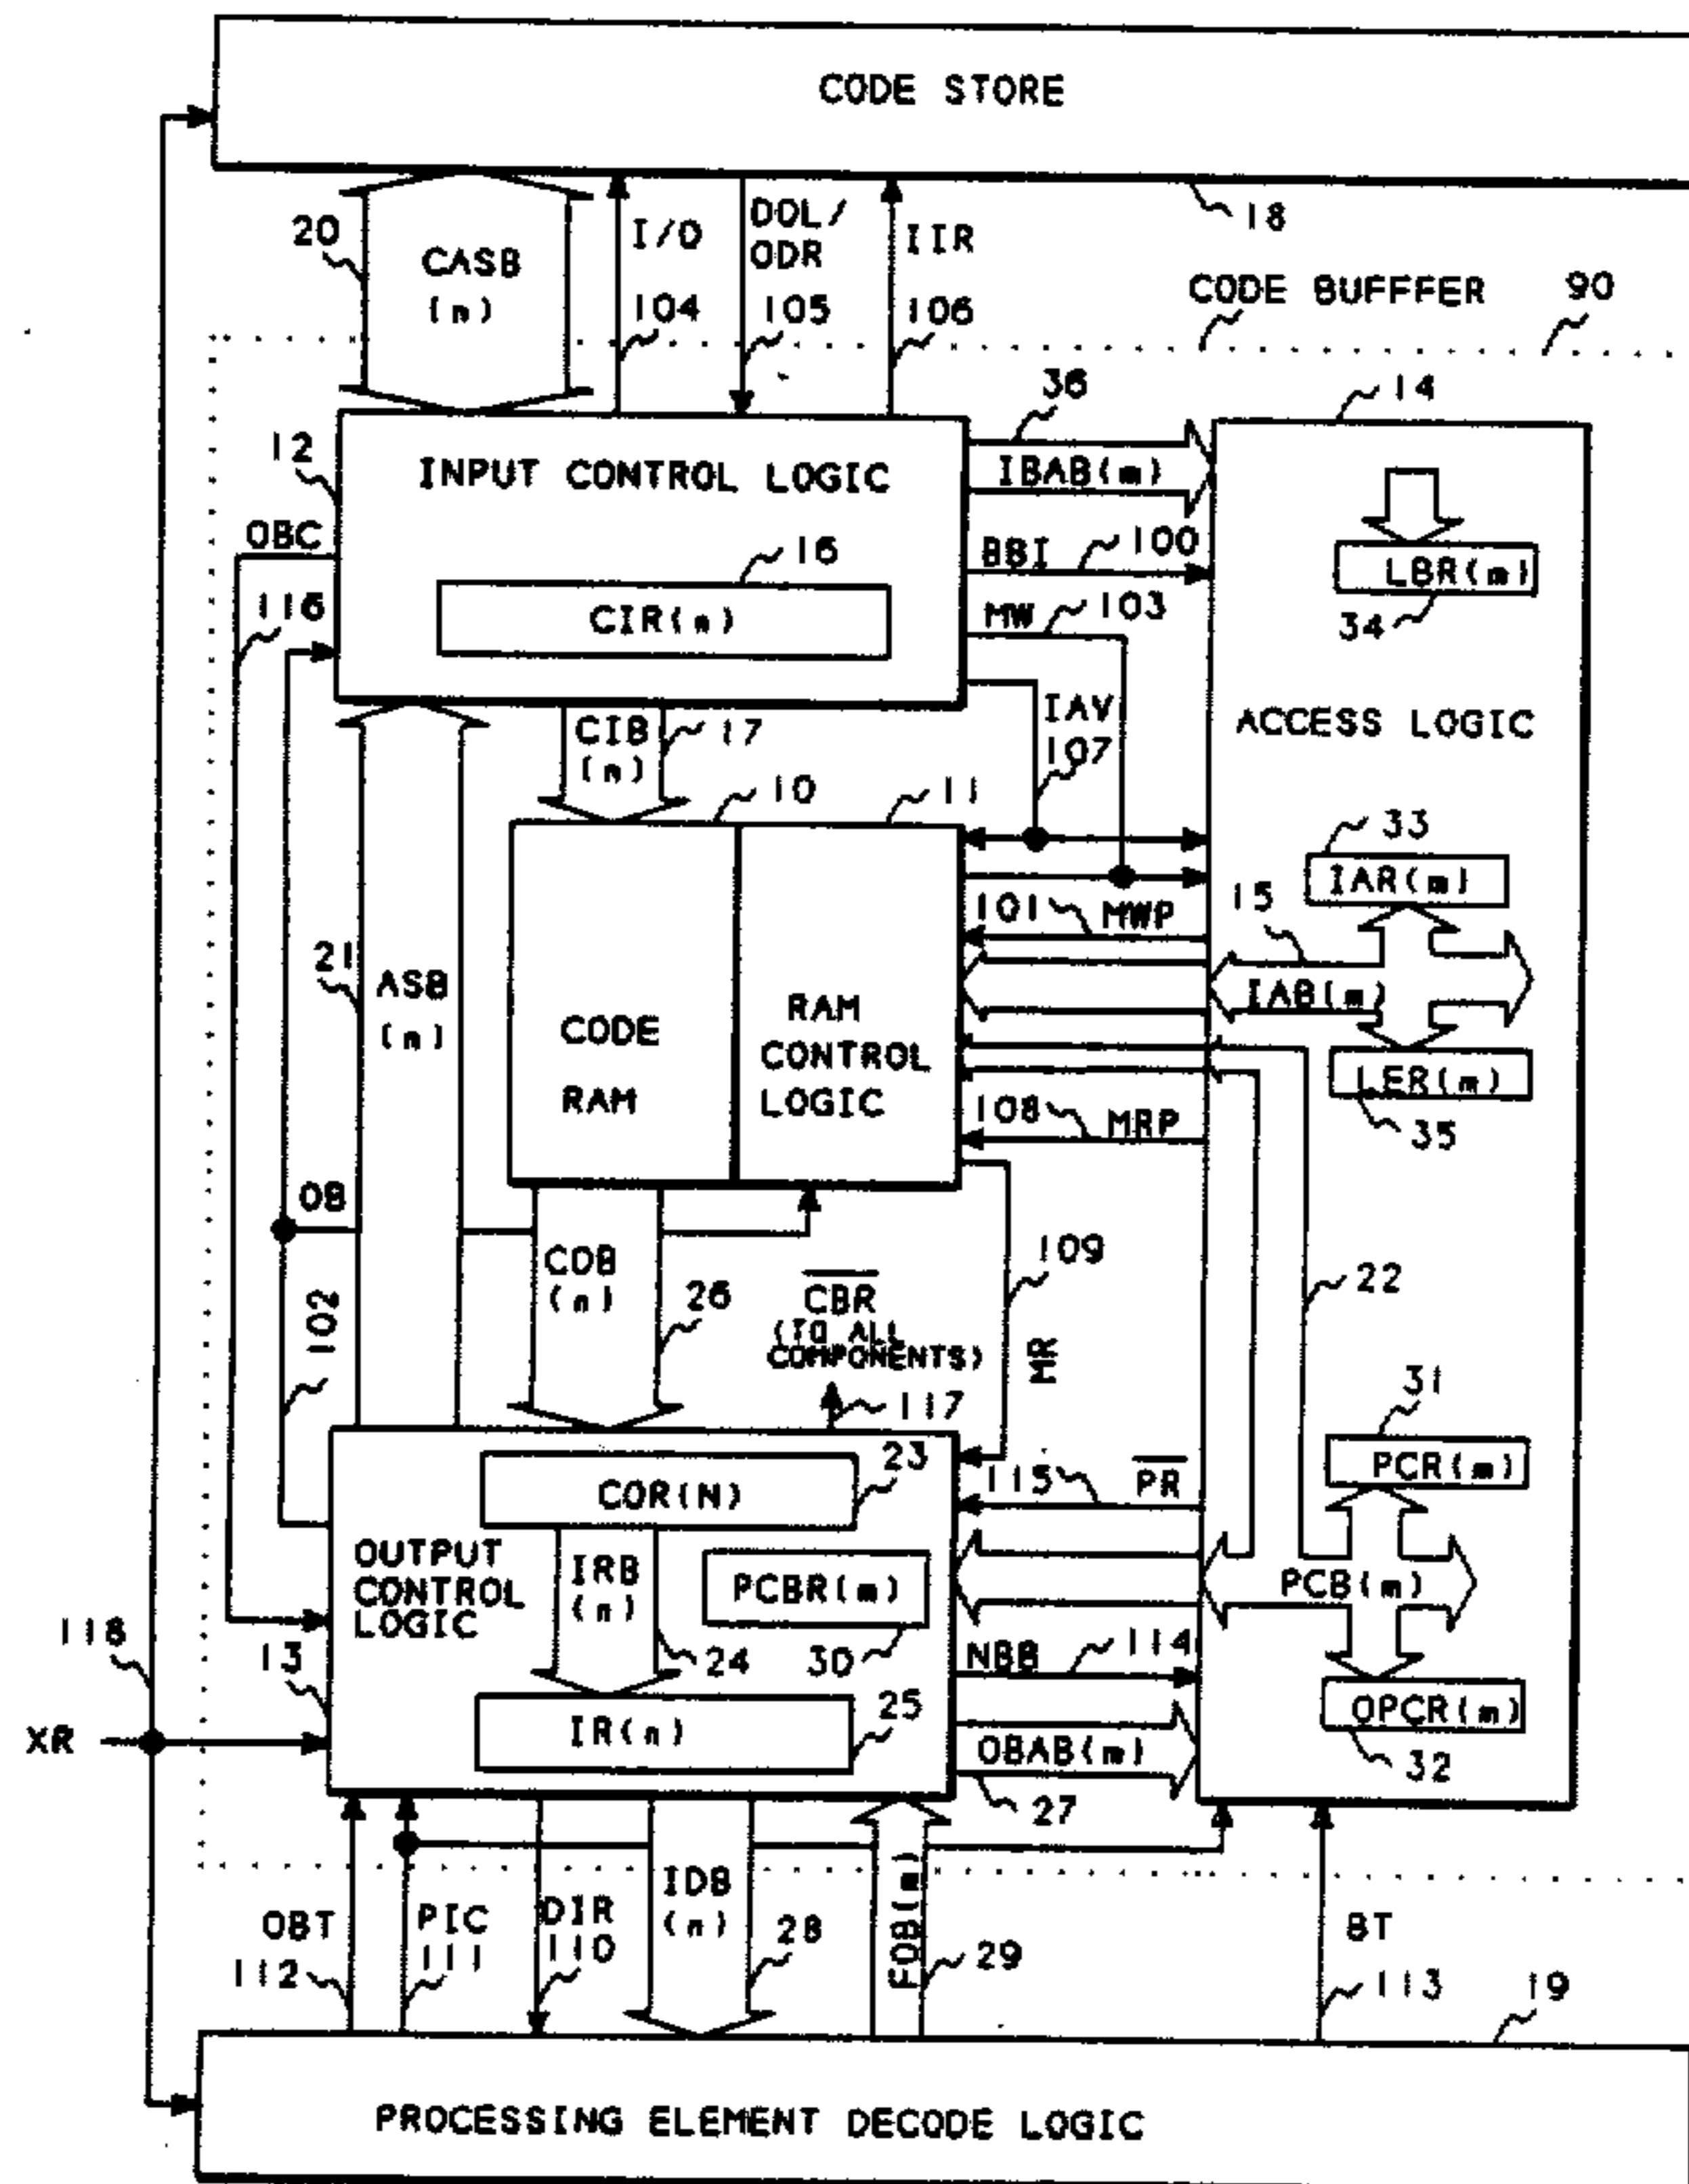 CODE STORE
18
20
CASB
(n)
I/O
104
DOL/
ODR
105
IIR
106
CODE BUFFFER
90
12
INPUT CONTROL LOGIC
16
CIR(n)
36
IBAB(m)
BSI
100
MW
103
IAV
107
14
LBR(m)
34
ACCESS LOGIC
OBC
116
CIB
(n)
17
10
11
33
IAR(m)
15
IAB(m)
LER(m)
35
101
MWP
21
ASB
(n)
CODE
RAM
RAM
CONTROL
LOGIC
108
MRP
OB
102
COB
(n)
26
CBR
(TO ALL
COMPONENTS)
117
109
MR
22
31
PCR(m)
PCB(m)
OPCR(m)
32
23
COR(N)
115
PR
OUTPUT
CONTROL
LOGIC
IRB
(n)
24
PCBR(m)
30
NBB
114
118
13
XR
IR(n)
25
OBAB(m)
27
OBT
112
PIC
111
DIR
110
IDB
(n)
28
FOB(m)
29
BT
113
19
PROCESSING ELEMENT DECODE LOGIC